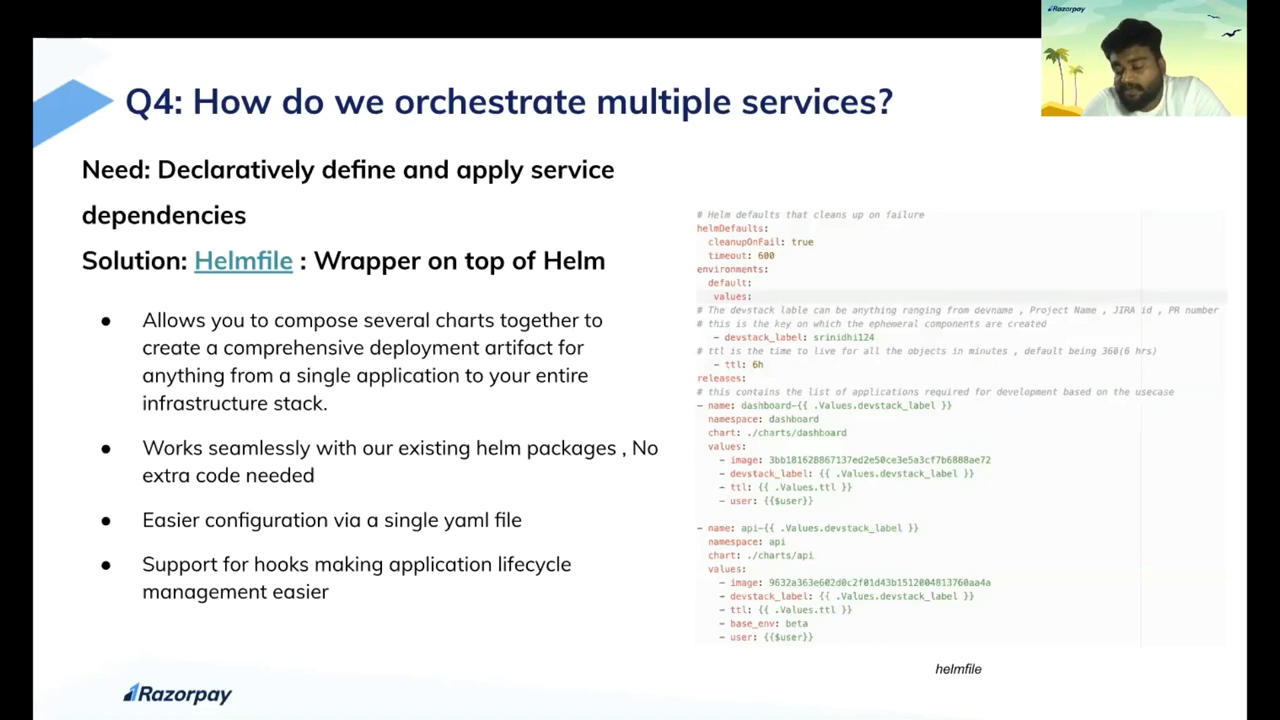 Razorpay
Q4: How do we orchestrate multiple services?
Need: Declaratively define and apply service
dependencies
Solution: Helmfile : Wrapper on top of Helm
● Allows you to compose several charts together to
create a comprehensive deployment artifact for
anything from a single application to your entire
infrastructure stack.
● Works seamlessly with our existing helm packages , No
extra code needed
● Easier configuration via a single yaml file
● Support for hooks making application lifecycle
management easier
# Helm defaults that cleans up on failure
helmDefaults:
cleanupOnFail: true
timeout: 600
environments:
default:
values:
# The devstack lable can be anything ranging from devname , Project Name , JIRA id , PR number
# this is the key on which the ephemeral components are created
- devstack_label: srinidhi124
# ttl is the time to live for all the objects in minutes , default being 360(6 hrs)
- ttl: 6h
releases:
# this contains the list of applications required for development based on the usecase
- name: dashboard-{{ .Values.devstack_label }}
namespace: dashboard
chart: ./charts/dashboard
values:
- image: 3bb181628867137ed2e50ce3e5a3cf7b6888ae72
- devstack_label: {{ .Values.devstack_label }}
- ttl: {{ .Values.ttl }}
- user: {{$user}}
- name: api-{{ .Values.devstack_label }}
namespace: api
chart: ./charts/api
values:
- image: 9632a363e602d0c2f01d43b1512004813760aa4a
- devstack_label: {{ .Values.devstack_label }}
- ttl: {{ .Values.ttl }}
- base_env: beta
- user: {{$user}}
helmfile
Razorpay